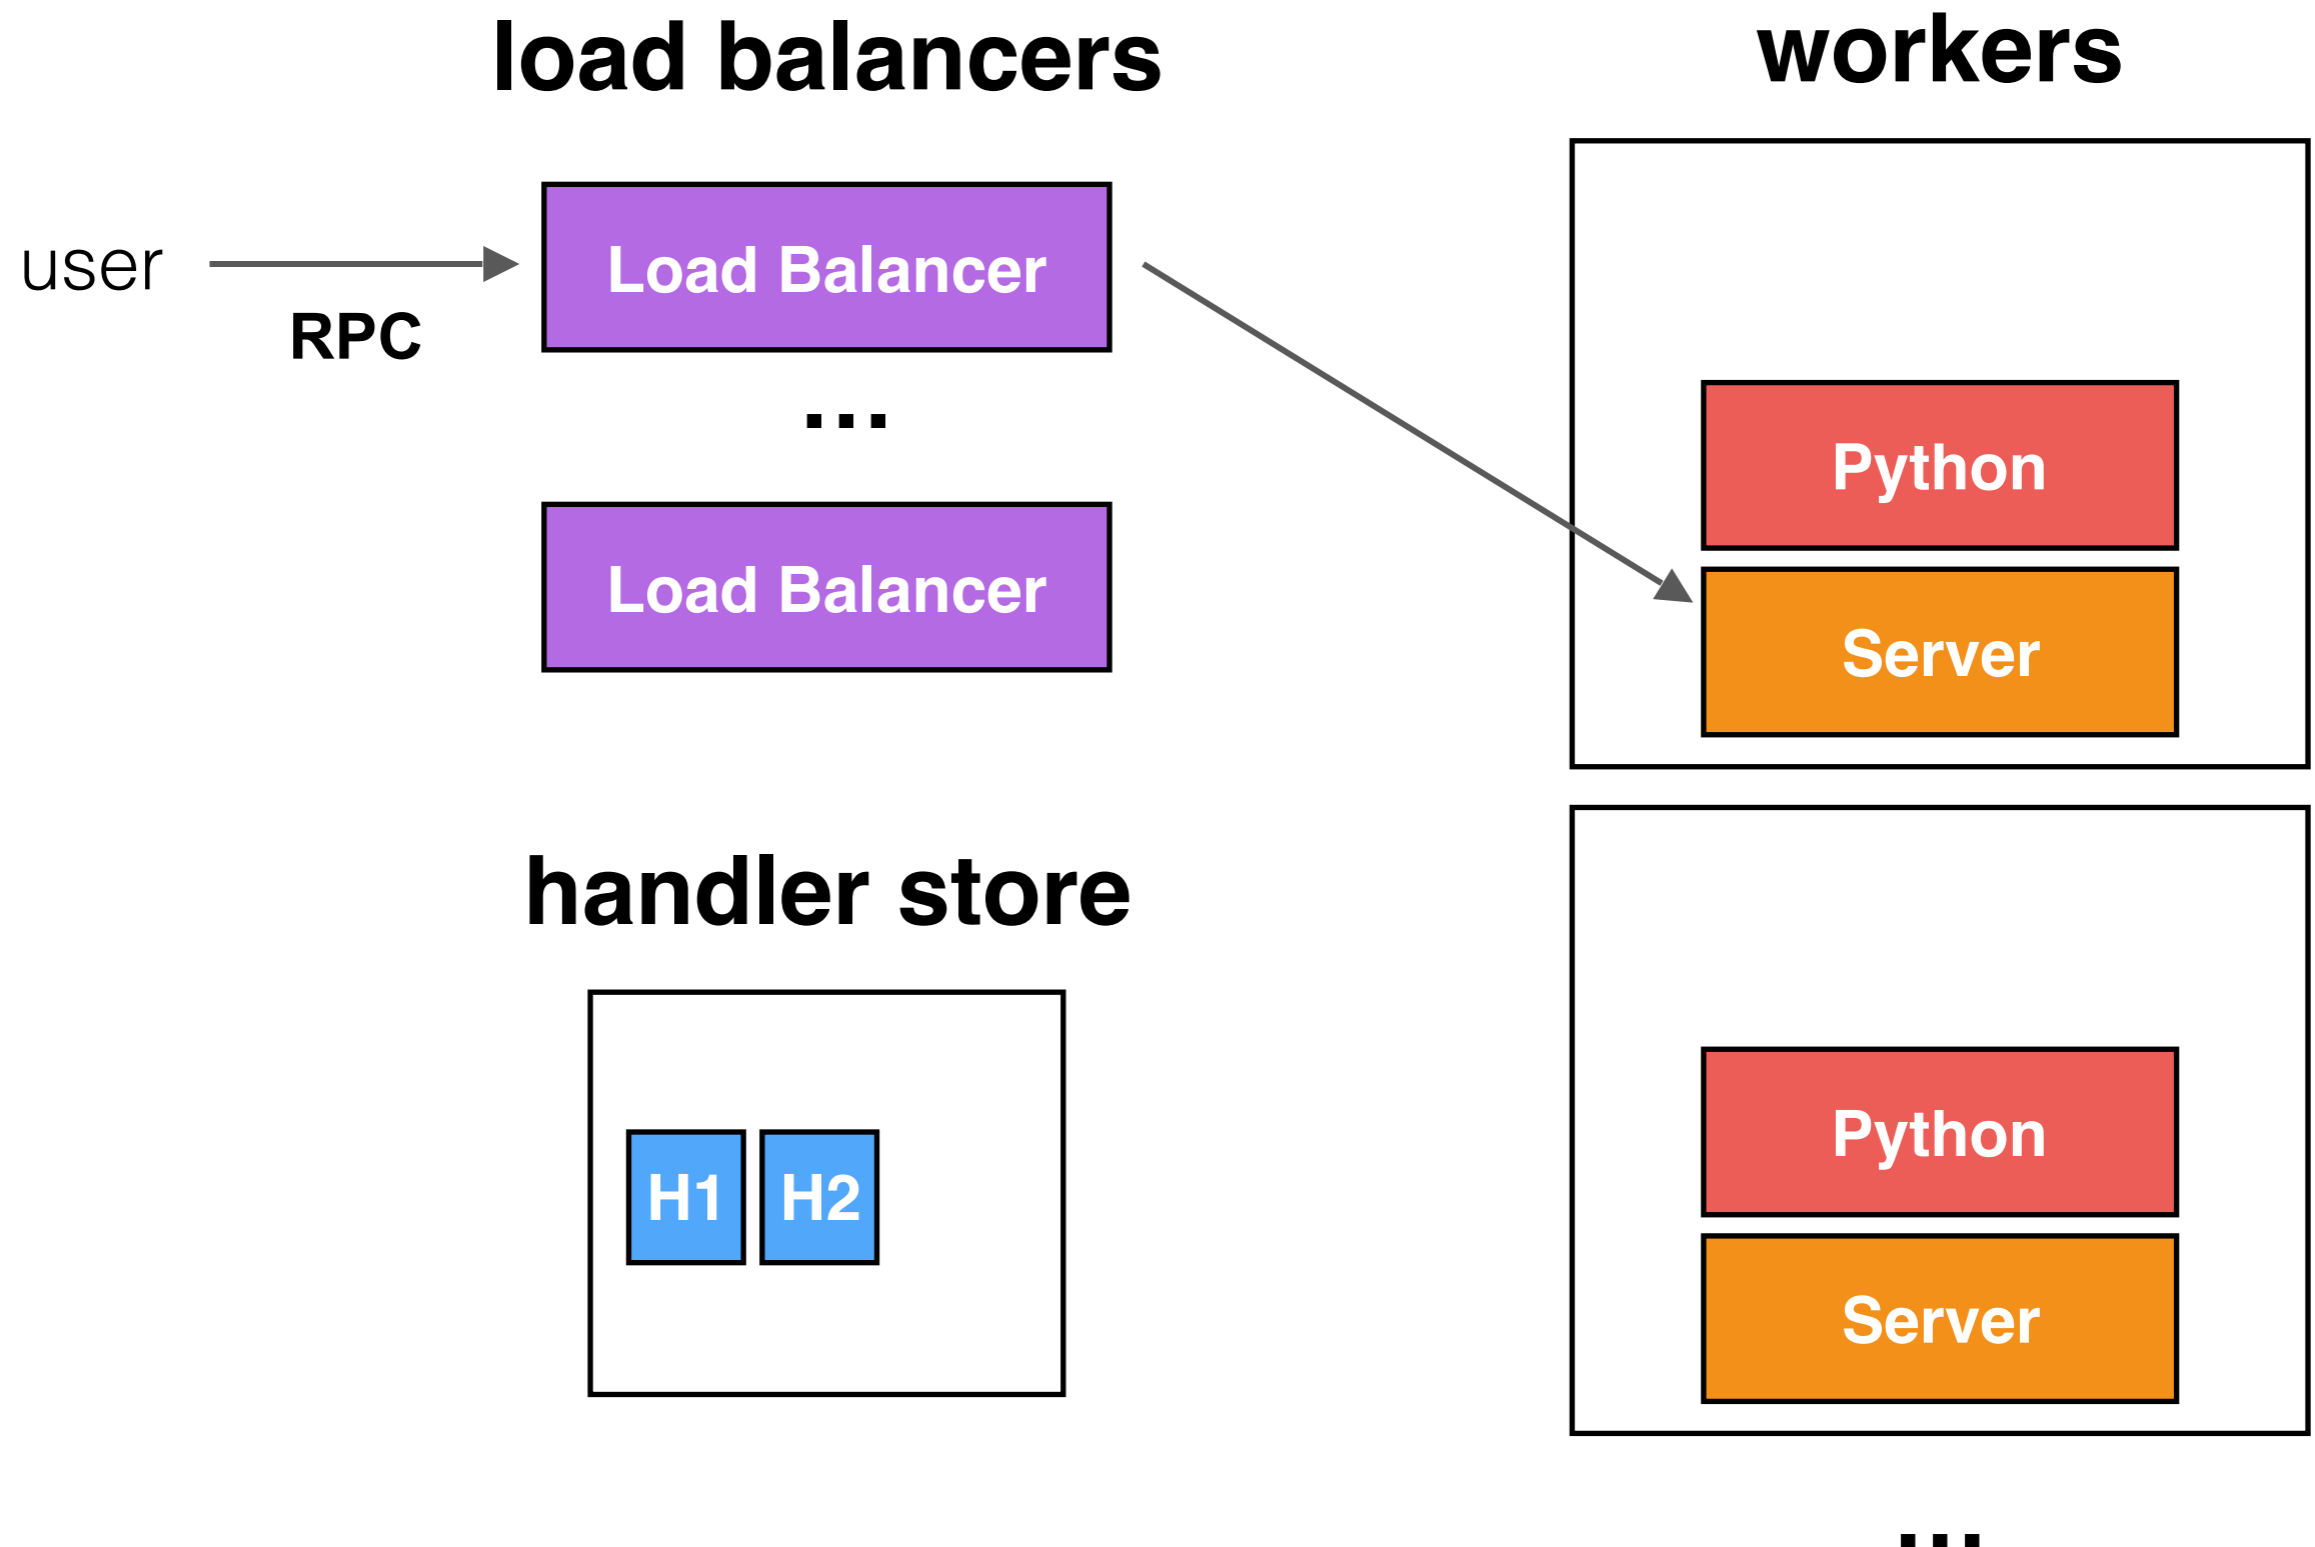 load balancers
workers
user
RPC
Load Balancer
...
Load Balancer
Python
Server
handler store
H1 H2
Python
Server
...